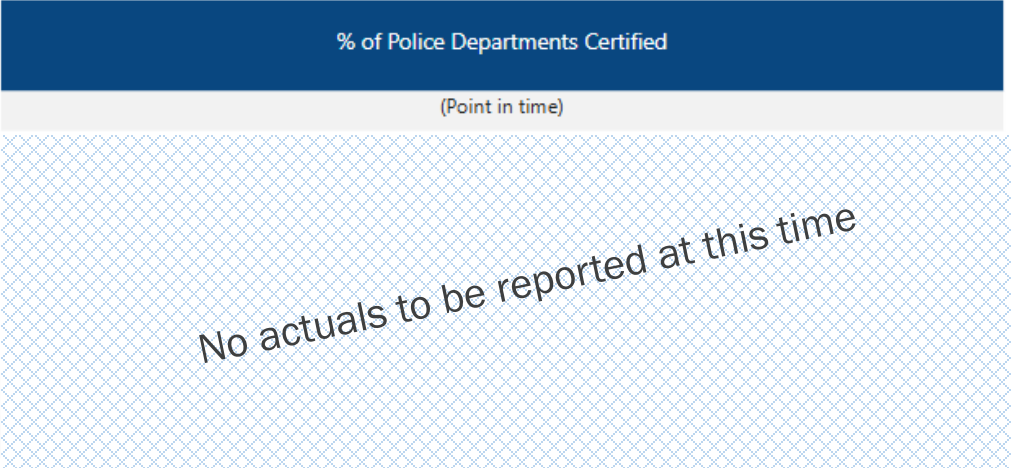 % of Police Departments Certified
(Point in time)
No actuals to be reported at this time